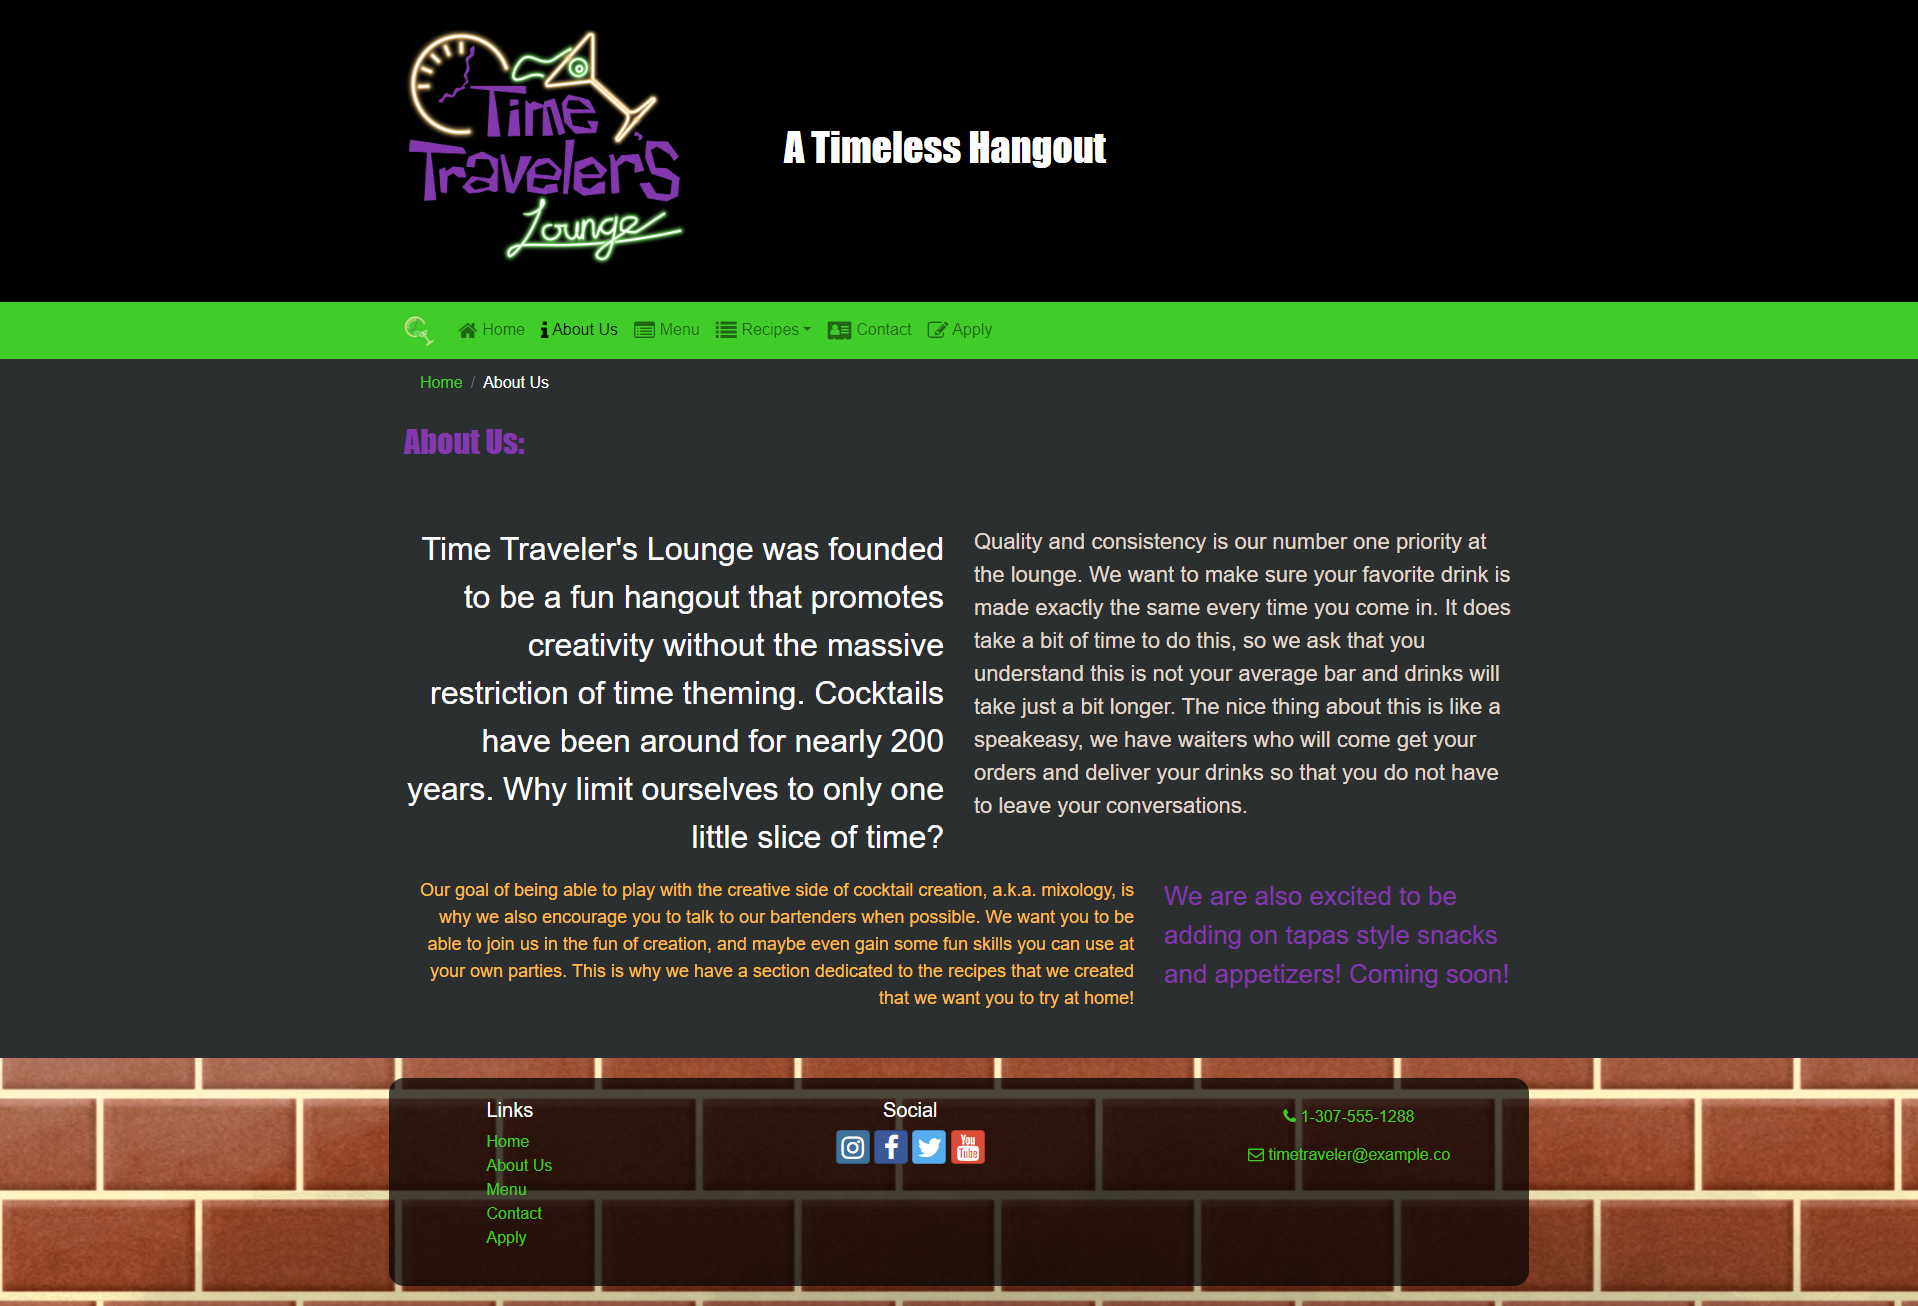 Time
Traveler's
Lounge
A Timeless Hangout
Home About Us Menu Recipes Contact Apply
Home / About Us
About Us:
Time Traveler's Lounge was founded
to be a fun hangout that promotes
creativity without the massive
restriction of time theming. Cocktails
have been around for nearly 200
years. Why limit ourselves to only one
little slice of time?
Quality and consistency is our number one priority at
the lounge. We want to make sure your favorite drink is
made exactly the same every time you come in. It does
take a bit of time to do this, so we ask that you
understand this is not your average bar and drinks will
take just a bit longer. The nice thing about this is like a
speakeasy, we have waiters who will come get your
orders and deliver your drinks so that you do not have
to leave your conversations.
Our goal of being able to play with the creative side of cocktail creation, a.k.a. mixology, is
why we also encourage you to talk to our bartenders when possible. We want you to be
able to join us in the fun of creation, and maybe even gain some fun skills you can use at
your own parties. This is why we have a section dedicated to the recipes that we created
that we want you to try at home!
We are also excited to be
adding on tapas style snacks
and appetizers! Coming soon!
Links
Home
About Us
Menu
Contact
Apply
Social
You
Tube
1-307-555-1288
timetraveler@example.co